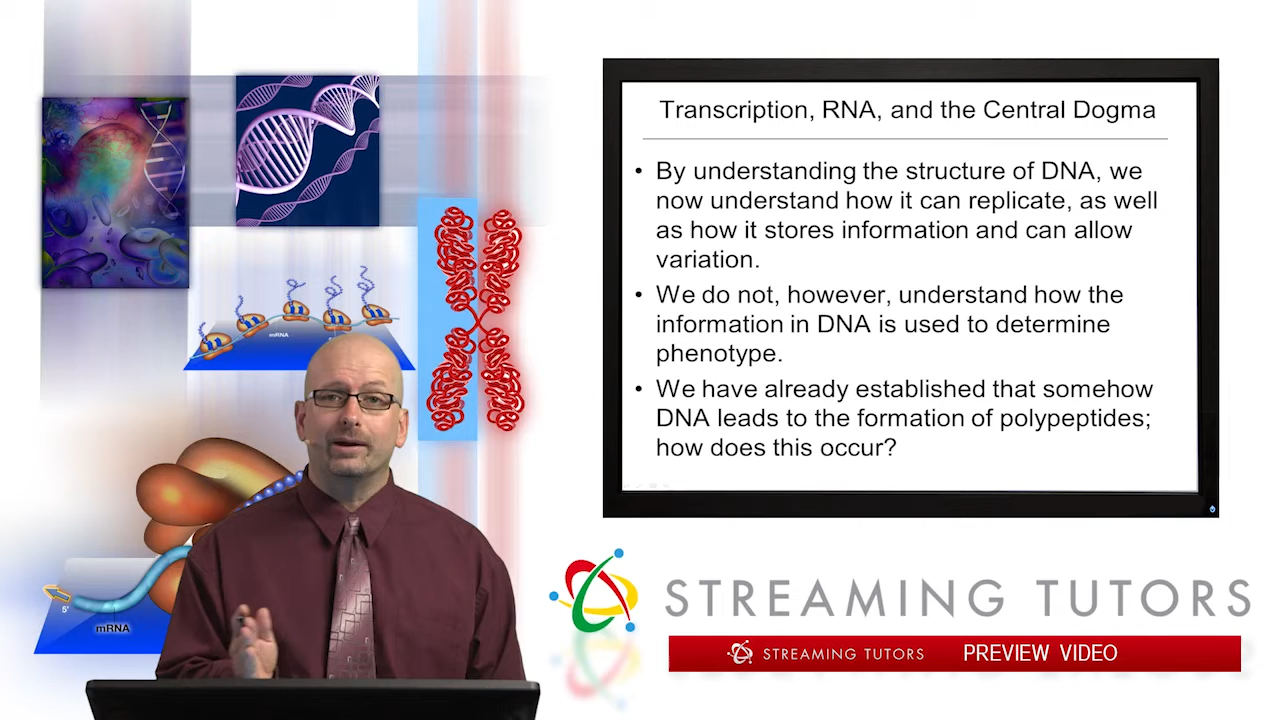 Transcription, RNA, and the Central Dogma
• By understanding the structure of DNA, we
now understand how it can replicate, as well
as how it stores information and can allow
variation.
• We do not, however, understand how the
information in DNA is used to determine
phenotype.
• We have already established that somehow
DNA leads to the formation of polypeptides;
how does this occur?
mRNA
5'
mRNA
STREAMING TUTORS
STREAMING TUTORS PREVIEW VIDEO